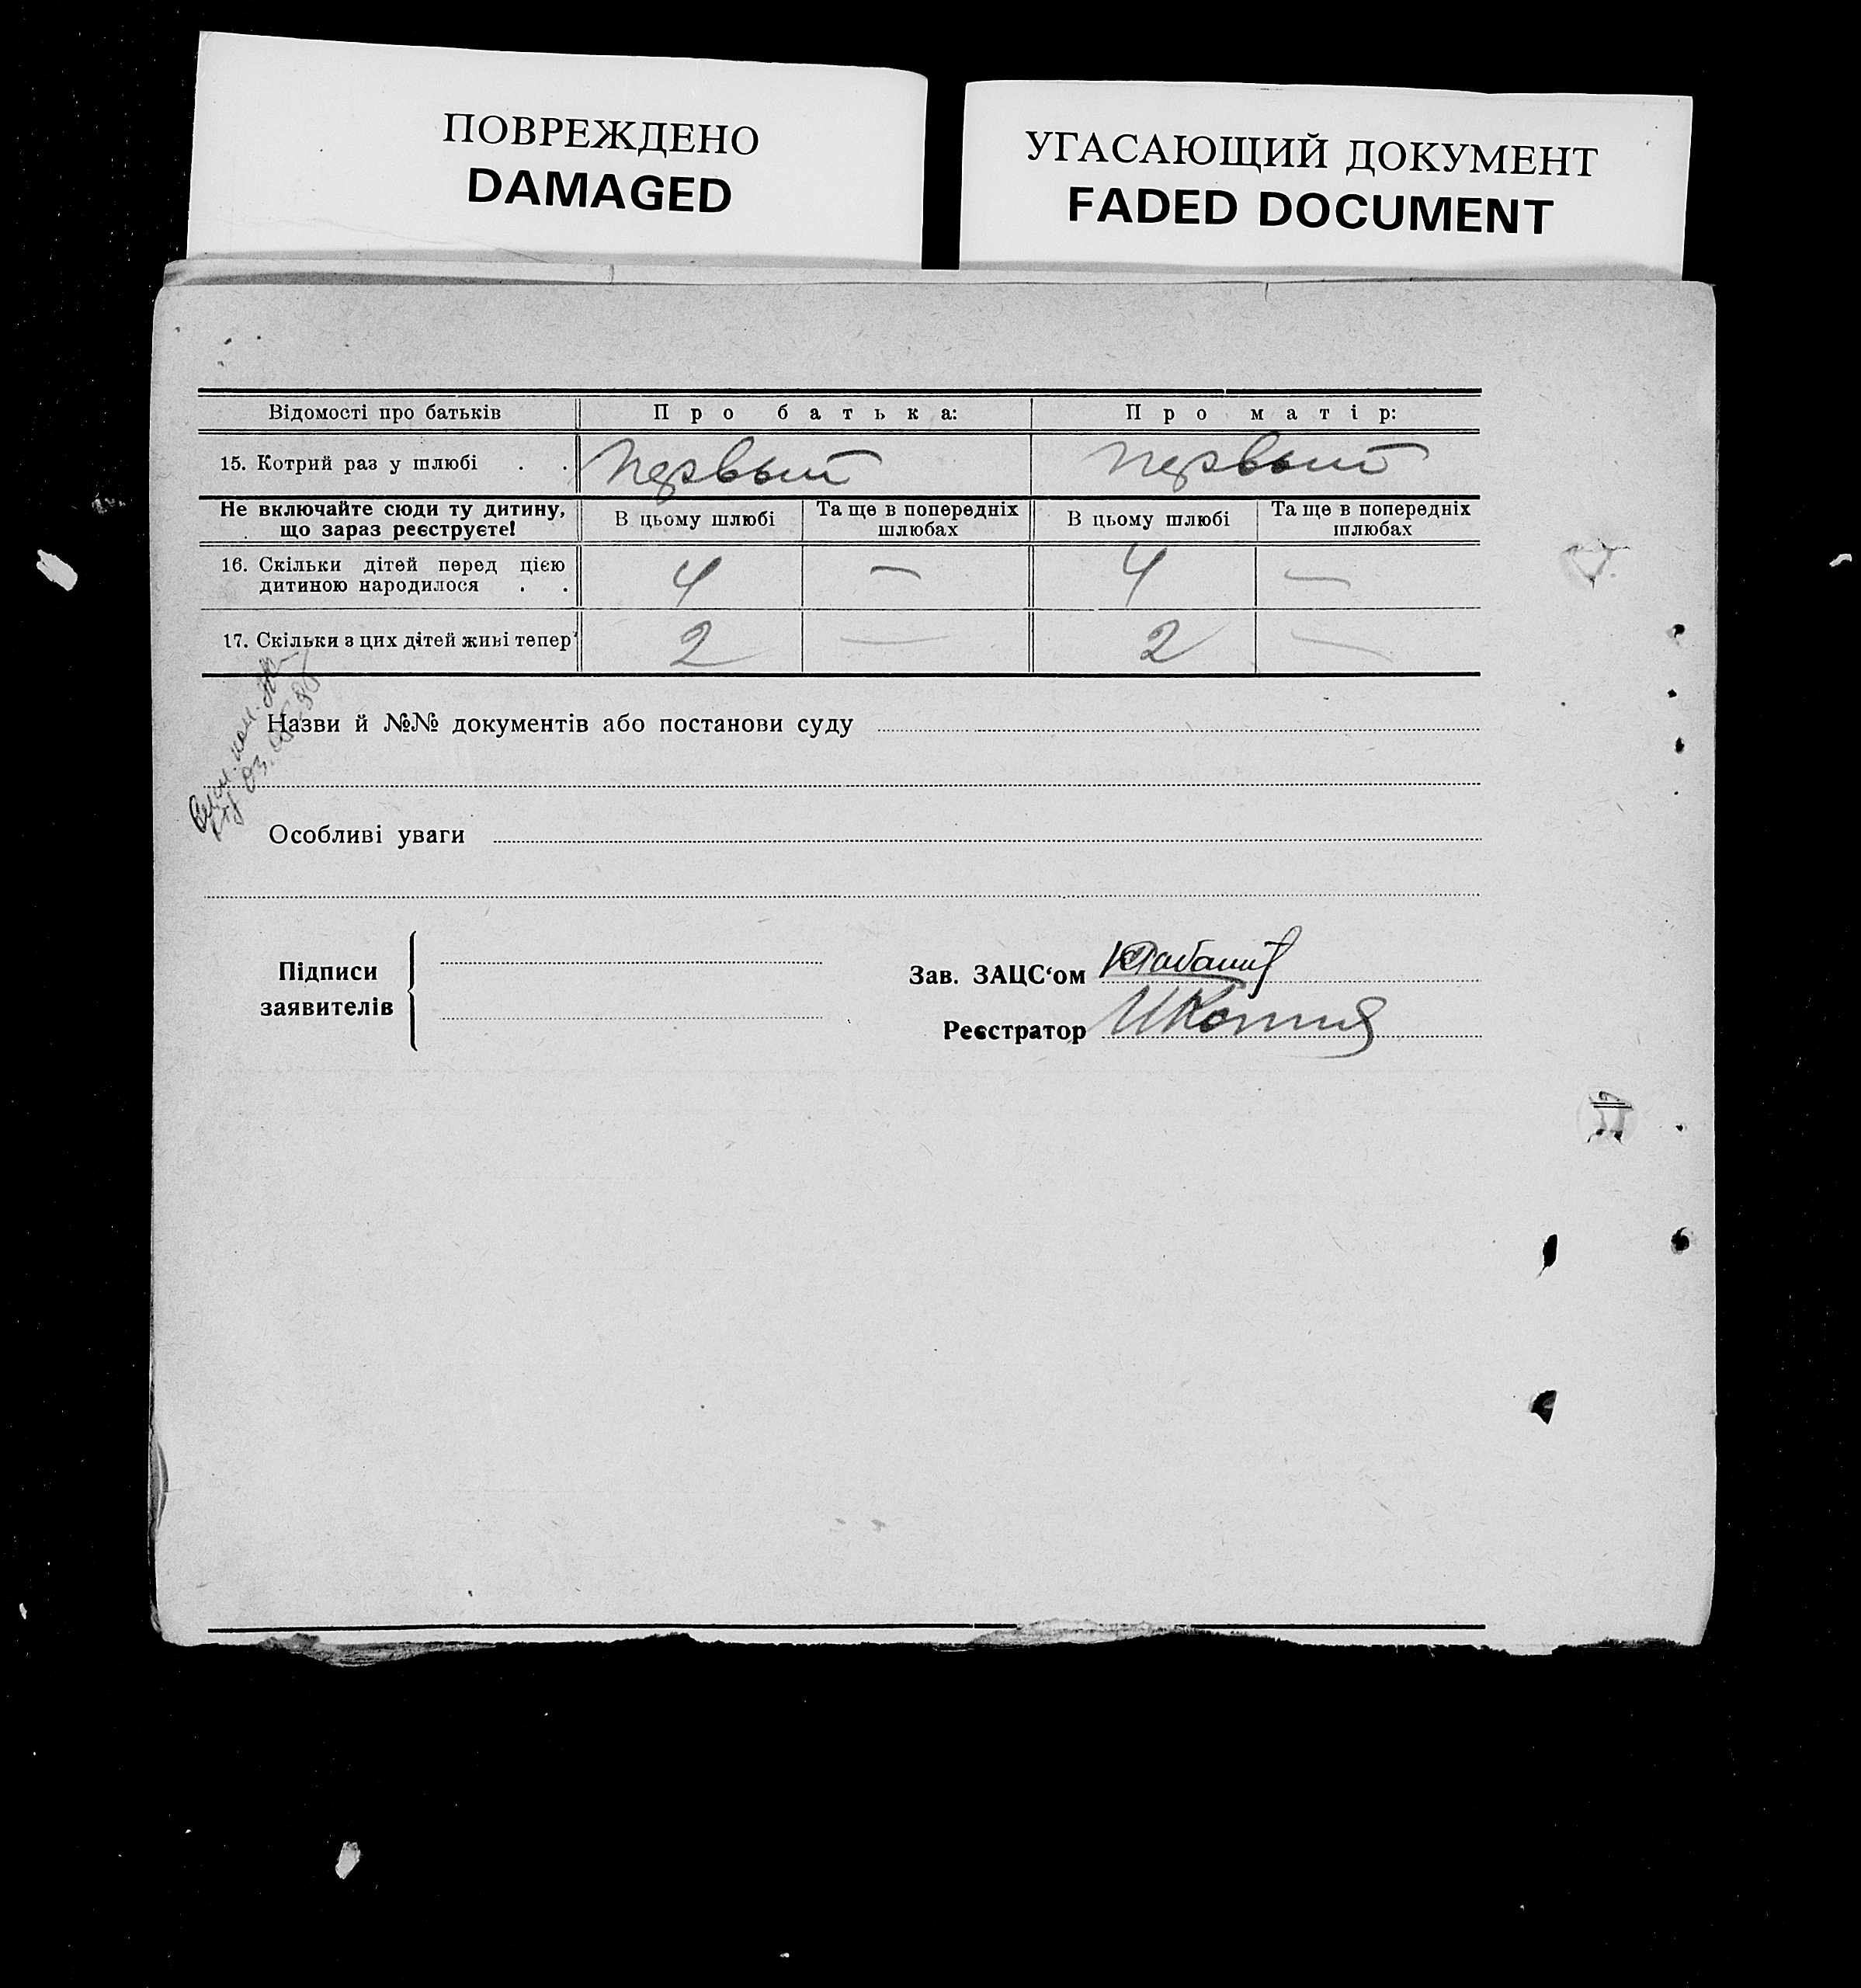 ПОВРЕЖДЕНО
DAMAGED
УГАСАЮЩИЙ ДОКУМЕНТ
FADED DOCUMENT
Відомості про батьків Про батька: Про матір:
15. Котрий раз у шлюбі . . первый первый
Не включайте сюди ту дитину, що зараз реєструєте! В цьому шлюбі Та ще в попередніх шлюбах В цьому шлюбі Та ще в попередніх шлюбах
16. Скільки дітей перед цією дитиною народилося . . 4 — 4 —
17. Скільки з цих дітей живі тепер 2 — 2 —
Назви й №№ документів або постанови суду
Особливі уваги
Підписи заявителів
Зав. ЗАЦС‘ом
Реєстратор